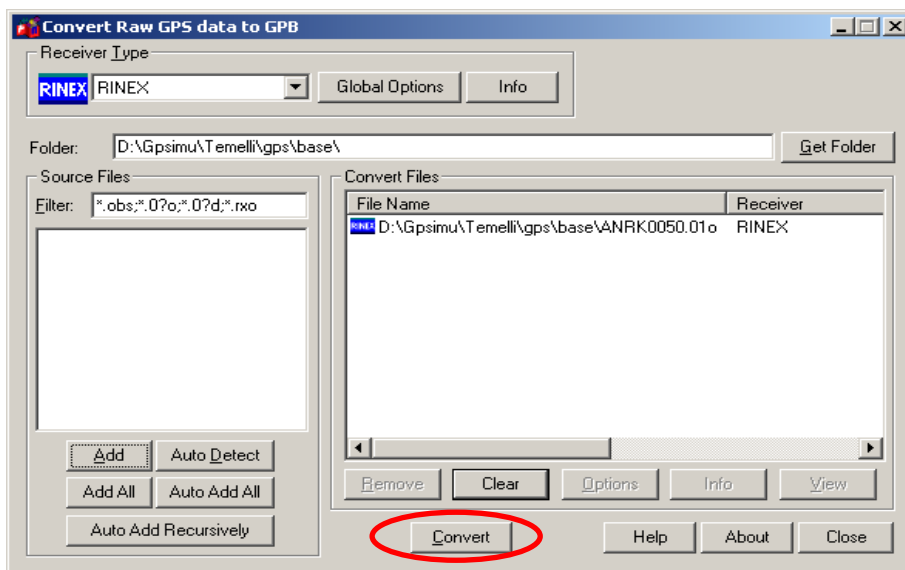 Convert Raw GPS data to GPB
Receiver Type
RINEX RINEX Global Options Info
Folder: D:\Gpsimu\Temelli\gps\base\ Get Folder
Source Files
Filter: *.obs;*.0?o;*.0?d;*.rxo
Add Auto Detect
Add All Auto Add All
Auto Add Recursively
Convert Files
File Name Receiver
RINEX D:\Gpsimu\Temelli\gps\base\ANRK0050.01o RINEX
Remove Clear Options Info View
Convert Help About Close